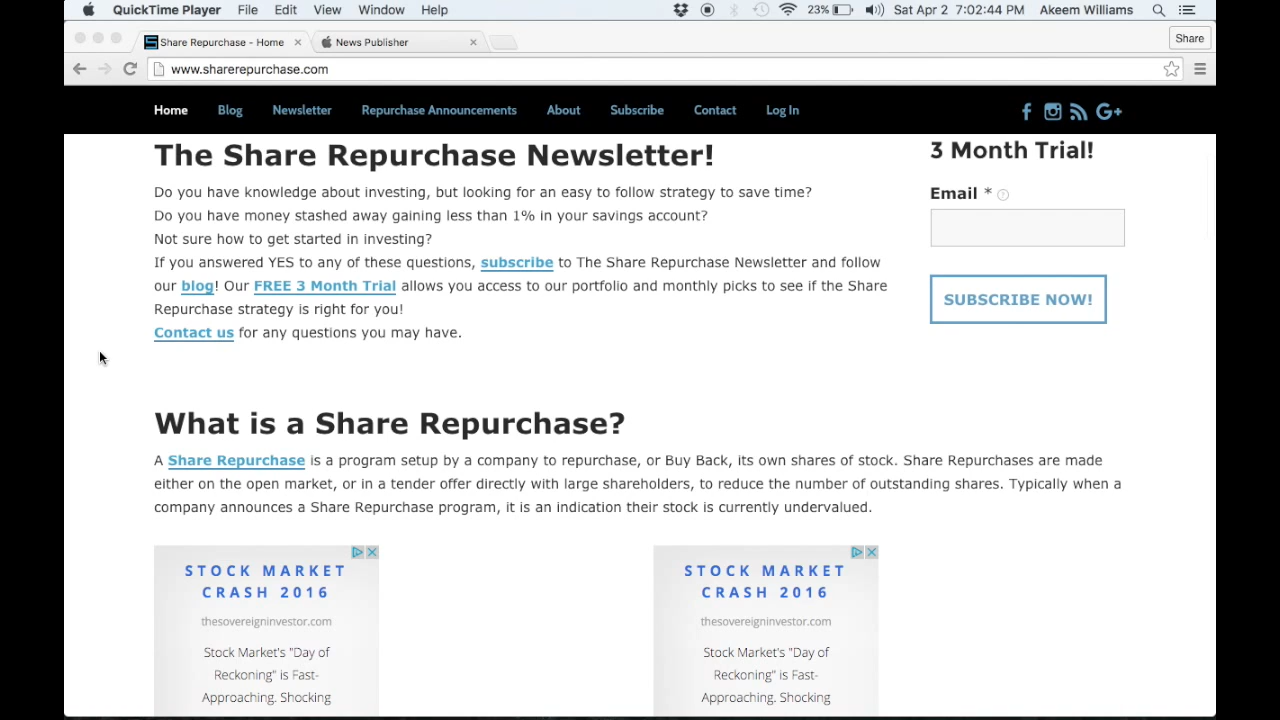 QuickTime Player File Edit View Window Help 23% Sat Apr 2 7:02:44 PM Akeem Williams
Share Repurchase - Home News Publisher Share
www.sharerepurchase.com
Home Blog Newsletter Repurchase Announcements About Subscribe Contact Log In
The Share Repurchase Newsletter!
Do you have knowledge about investing, but looking for an easy to follow strategy to save time?
Do you have money stashed away gaining less than 1% in your savings account?
Not sure how to get started in investing?
If you answered YES to any of these questions, subscribe to The Share Repurchase Newsletter and follow
our blog! Our FREE 3 Month Trial allows you access to our portfolio and monthly picks to see if the Share
Repurchase strategy is right for you!
Contact us for any questions you may have.
3 Month Trial!
Email *
SUBSCRIBE NOW!
What is a Share Repurchase?
A Share Repurchase is a program setup by a company to repurchase, or Buy Back, its own shares of stock. Share Repurchases are made
either on the open market, or in a tender offer directly with large shareholders, to reduce the number of outstanding shares. Typically when a
company announces a Share Repurchase program, it is an indication their stock is currently undervalued.
STOCK MARKET
CRASH 2016
thesovereigninvestor.com
Stock Market's "Day of
Reckoning" is Fast-
Approaching. Shocking
STOCK MARKET
CRASH 2016
thesovereigninvestor.com
Stock Market's "Day of
Reckoning" is Fast-
Approaching. Shocking